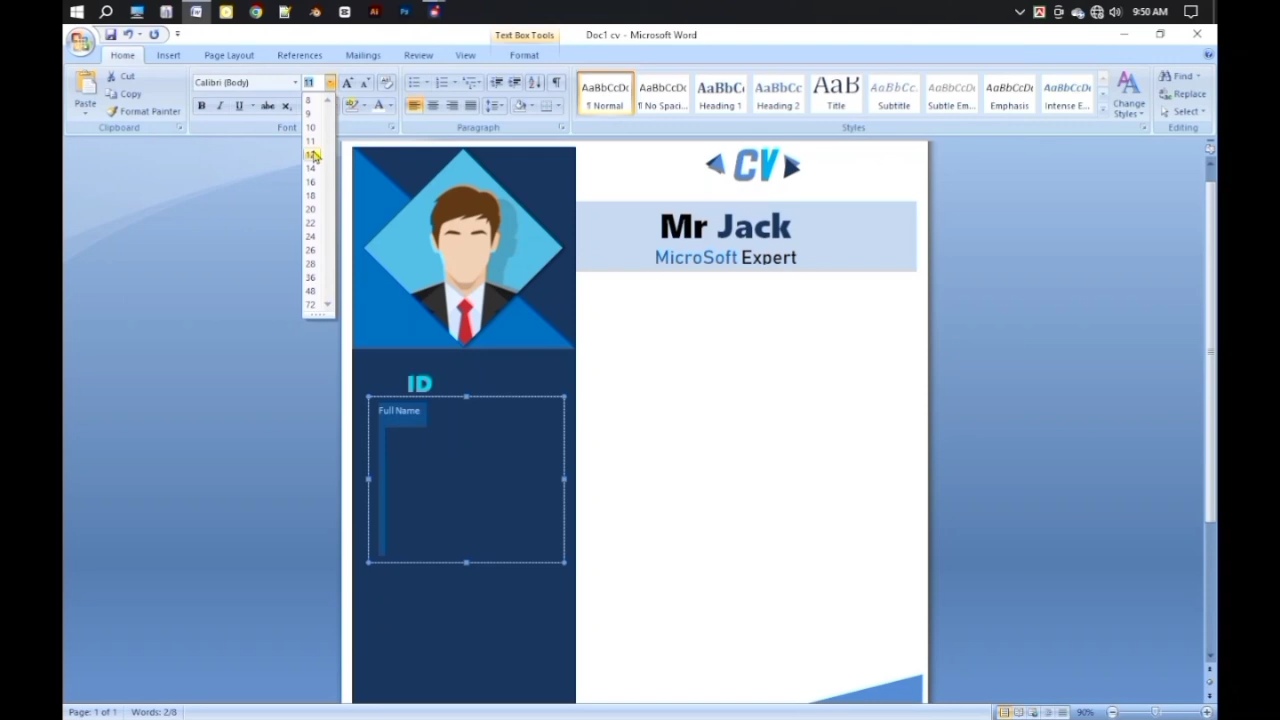 9:50 AM
Text Box Tools
Doc1 cv - Microsoft Word
Home Insert Page Layout References Mailings Review View Format
Paste
Cut
Copy
Format Painter
Clipboard
Calibri (Body) 11
B I U abe x
Font
Paragraph
AaBbCcDc AaBbCcDc AaBbC AaBbCc AaB AaBbCc. AaBbCcDc AaBbCcDc AaBbCcDc
¶ Normal ¶ No Spaci... Heading 1 Heading 2 Title Subtitle Subtle Em... Emphasis Intense E...
Styles
Change
Styles
Find
Replace
Select
Editing
8
9
10
11
12
14
16
18
20
22
24
26
28
36
48
72
CV
Mr Jack
MicroSoft Expert
ID
Full Name
Page: 1 of 1 Words: 2/8 90%